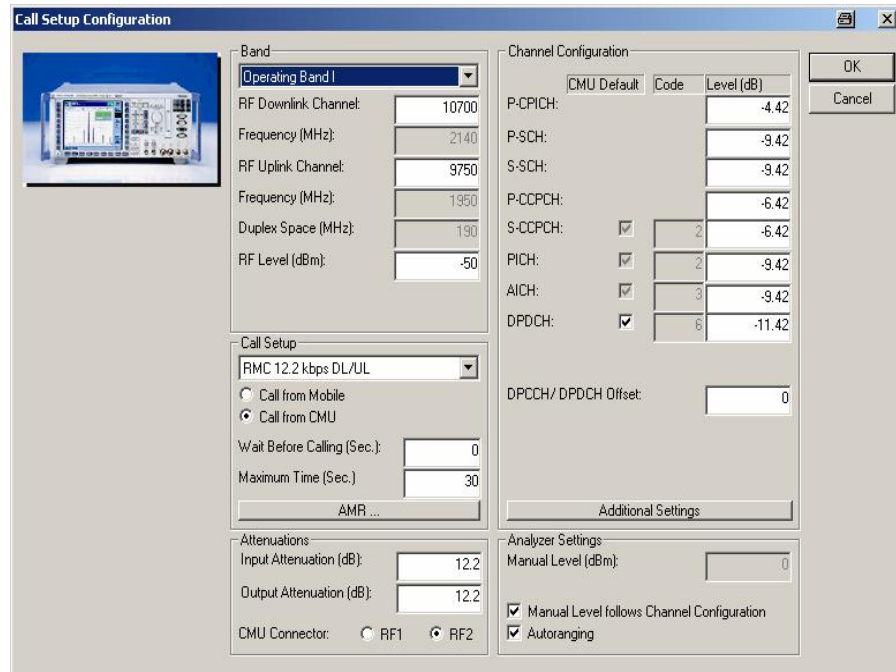 Call Setup Configuration
Band
Operating Band I
RF Downlink Channel: 10700
Frequency (MHz): 2140
RF Uplink Channel: 9750
Frequency (MHz): 1950
Duplex Space (MHz): 190
RF Level (dBm): -50
Call Setup
RMC 12.2 kbps DL/UL
Call from Mobile
Call from CMU
Wait Before Calling (Sec.): 0
Maximum Time (Sec.) 30
AMR ...
Attenuations
Input Attenuation (dB): 12.2
Output Attenuation (dB): 12.2
CMU Connector: RF1 RF2
Channel Configuration
CMU Default Code Level (dB)
P-CPICH: -4.42
P-SCH: -9.42
S-SCH: -9.42
P-CCPCH: -6.42
S-CCPCH: 2 -6.42
PICH: 2 -9.42
AICH: 3 -9.42
DPDCH: 6 -11.42
DPCCH/ DPDCH Offset: 0
Additional Settings
Analyzer Settings
Manual Level (dBm): 0
Manual Level follows Channel Configuration
Autoranging
OK
Cancel